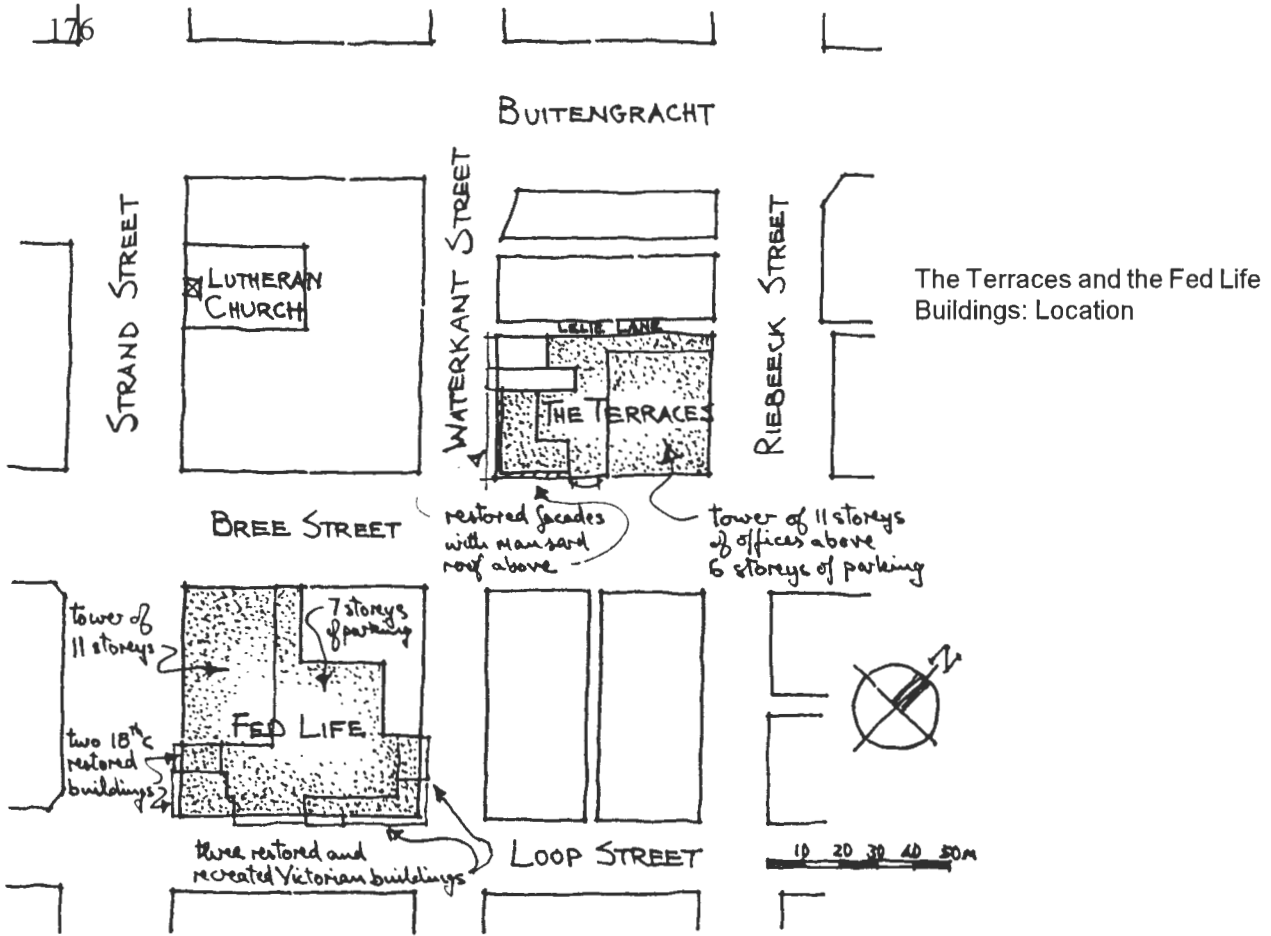 176
BUITENGRACHT
STRAND STREET
LUTHERAN
CHURCH
WATERKANT STREET
RIEBEECK STREET
The Terraces and the Fed Life
Buildings: Location
LELIE LANE
THE TERRACES
BREE STREET
restored facades
with mansard
roof above
tower of 11 storeys
of offices above
6 storeys of parking
tower of
11 storeys
7 storeys
of parking
FED LIFE
two 18th c
restored
buildings
three restored and
recreated Victorian buildings
LOOP STREET
N
10 20 30 40 50M